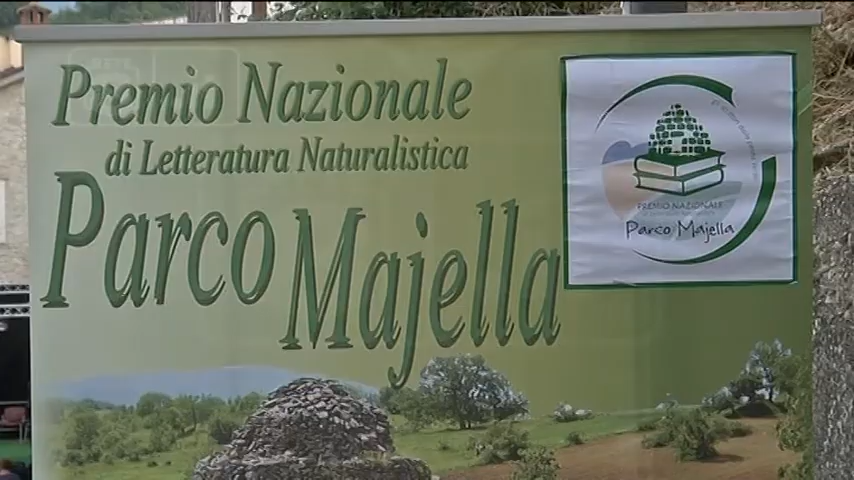 Premio Nazionale
di Letteratura Naturalistica
Parco Majella
PREMIO NAZIONALE
Parco Majella